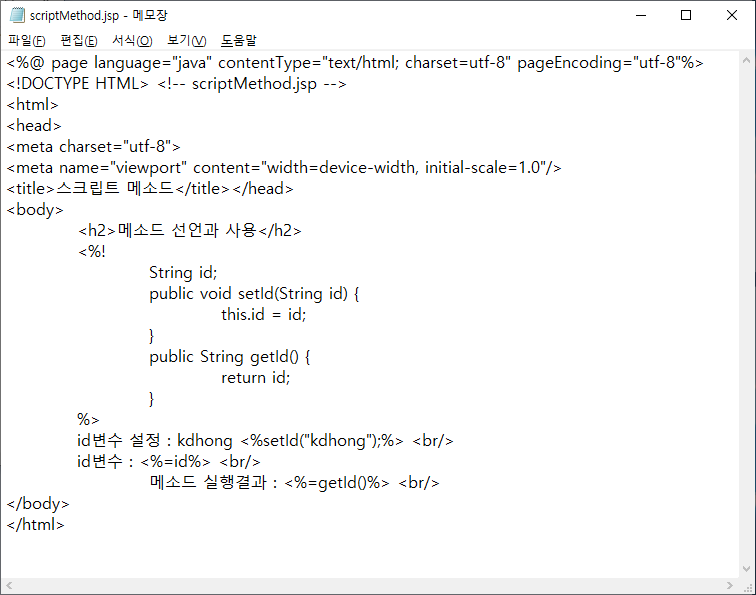 scriptMethod.jsp - 메모장
파일(F) 편집(E) 서식(O) 보기(V) 도움말
<%@ page language="java" contentType="text/html; charset=utf-8" pageEncoding="utf-8"%>
<!DOCTYPE HTML> <!-- scriptMethod.jsp -->
<html>
<head>
<meta charset="utf-8">
<meta name="viewport" content="width=device-width, initial-scale=1.0"/>
<title>스크립트 메소드</title></head>
<body>
	<h2>메소드 선언과 사용</h2>
	<%!
		String id;
		public void setId(String id) {
			this.id = id;
		}
		public String getId() {
			return id;
		}
	%>
	id변수 설정 : kdhong <%setId("kdhong");%> <br/>
	id변수 : <%=id%> <br/>
		메소드 실행결과 : <%=getId()%> <br/>
</body>
</html>